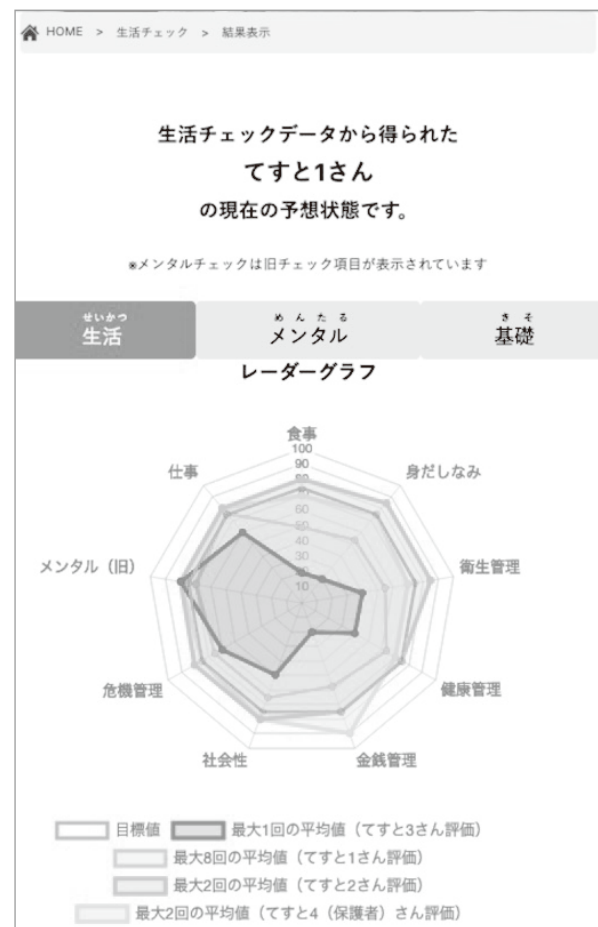 HOME > 生活チェック > 結果表示
生活チェックデータから得られた
てすと1さん
の現在の予想状態です。
※メンタルチェックは旧チェック項目が表示されています
せいかつ
生活
めんたる
メンタル
きそ
基礎
レーダーグラフ
食事
100
90
80
70
60
50
40
30
20
10
仕事
身だしなみ
メンタル（旧）
衛生管理
危機管理
健康管理
社会性
金銭管理
目標値 最大1回の平均値（てすと3さん評価）
最大8回の平均値（てすと1さん評価）
最大2回の平均値（てすと2さん評価）
最大2回の平均値（てすと4（保護者）さん評価）